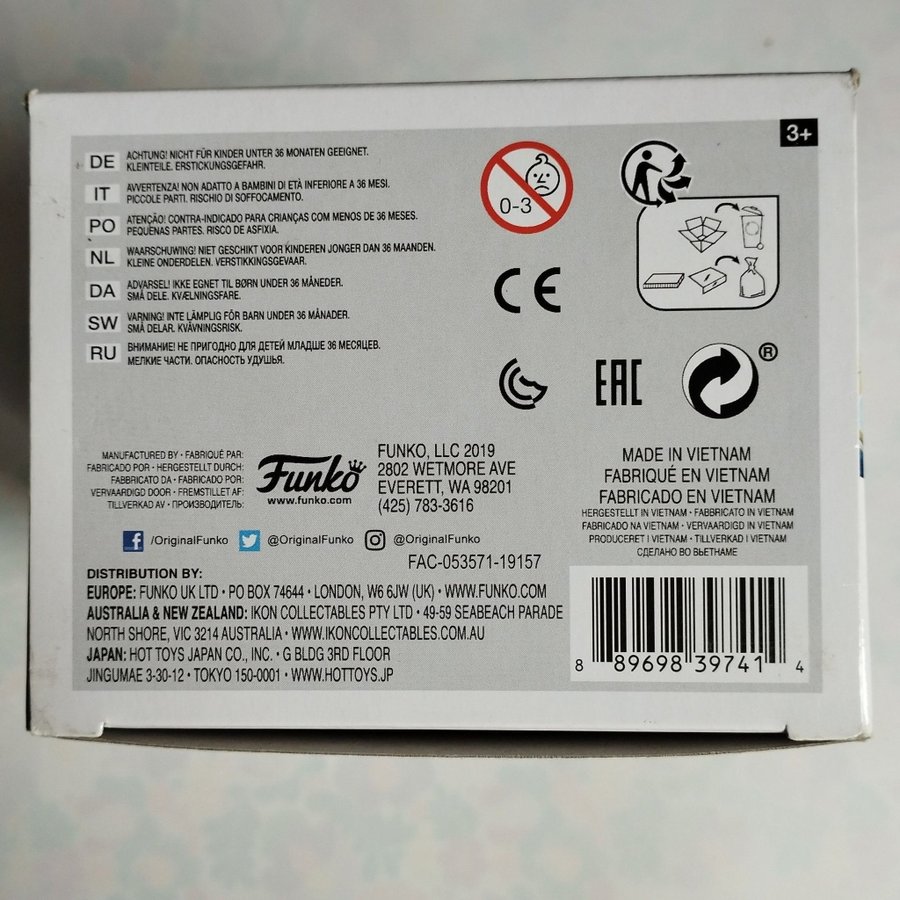 3+
DE ACHTUNG! NICHT FÜR KINDER UNTER 36 MONATEN GEEIGNET.
KLEINTEILE. ERSTICKUNGSGEFAHR.
IT AVVERTENZA! NON ADATTO A BAMBINI DI ETÀ INFERIORE A 36 MESI.
PICCOLE PARTI. RISCHIO DI SOFFOCAMENTO.
PO ATENÇÃO! CONTRA-INDICADO PARA CRIANÇAS COM MENOS DE 36 MESES.
PEQUENAS PARTES. RISCO DE ASFIXIA.
NL WAARSCHUWING! NIET GESCHIKT VOOR KINDEREN JONGER DAN 36 MAANDEN.
KLEINE ONDERDELEN. VERSTIKKINGSGEVAAR.
DA ADVARSEL! IKKE EGNET TIL BØRN UNDER 36 MÅNEDER.
SMÅ DELE. KVÆLNINGSFARE.
SW VARNING! INTE LÄMPLIG FÖR BARN UNDER 36 MÅNADER.
SMÅ DELAR. KVÄVNINGSRISK.
RU ВНИМАНИЕ! НЕ ПРИГОДНО ДЛЯ ДЕТЕЙ МЛАДШЕ 36 МЕСЯЦЕВ.
МЕЛКИЕ ЧАСТИ. ОПАСНОСТЬ УДУШЬЯ.
0-3
CE
EAC
®
MANUFACTURED BY • FABRIQUÉ PAR:
FABRICADO POR • HERGESTELLT DURCH:
FABBRICATO DA • FABRICADO POR:
VERVAARDIGD DOOR • FREMSTILLET AF:
TILLVERKAD AV • ПРОИЗВОДИТЕЛЬ:
Funko
www.funko.com
FUNKO, LLC 2019
2802 WETMORE AVE
EVERETT, WA 98201
(425) 783-3616
MADE IN VIETNAM
FABRIQUÉ EN VIETNAM
FABRICADO EN VIETNAM
HERGESTELLT IN VIETNAM • FABBRICATO IN VIETNAM
FABRICADO NA VIETNAM • VERVAARDIGD IN VIETNAM
PRODUCERET I VIETNAM • TILLVERKAD I VIETNAM
СДЕЛАНО ВО ВЬЕТНАМЕ
f /OriginalFunko @OriginalFunko @OriginalFunko
FAC-053571-19157
DISTRIBUTION BY:
EUROPE: FUNKO UK LTD • PO BOX 74644 • LONDON, W6 6JW (UK) • WWW.FUNKO.COM
AUSTRALIA & NEW ZEALAND: IKON COLLECTABLES PTY LTD • 49-59 SEABEACH PARADE
NORTH SHORE, VIC 3214 AUSTRALIA • WWW.IKONCOLLECTABLES.COM.AU
JAPAN: HOT TOYS JAPAN CO., INC. • G BLDG 3RD FLOOR
JINGUMAE 3-30-12 • TOKYO 150-0001 • WWW.HOTTOYS.JP
8 89698 39741 4